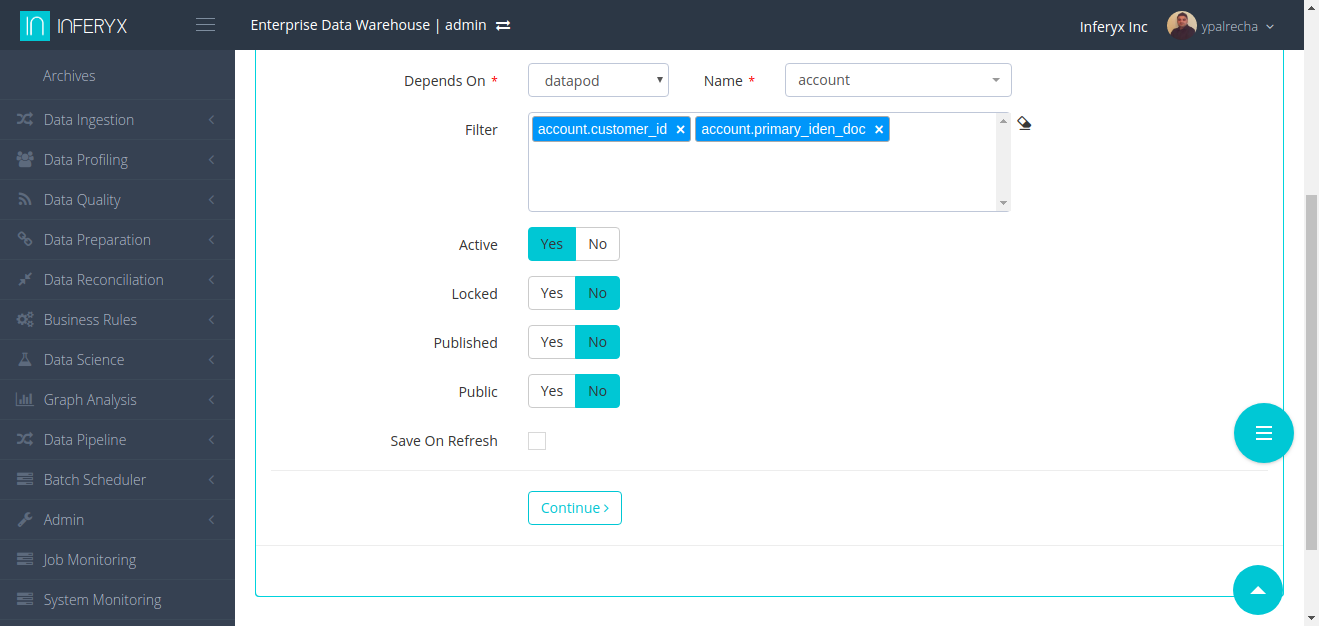 INFERYX
Enterprise Data Warehouse | admin
Inferyx Inc
ypalrecha
Archives
Data Ingestion
Data Profiling
Data Quality
Data Preparation
Data Reconciliation
Business Rules
Data Science
Graph Analysis
Data Pipeline
Batch Scheduler
Admin
Job Monitoring
System Monitoring
Depends On * datapod Name * account
Filter account.customer_id × account.primary_iden_doc ×
Active Yes No
Locked Yes No
Published Yes No
Public Yes No
Save On Refresh
Continue ›